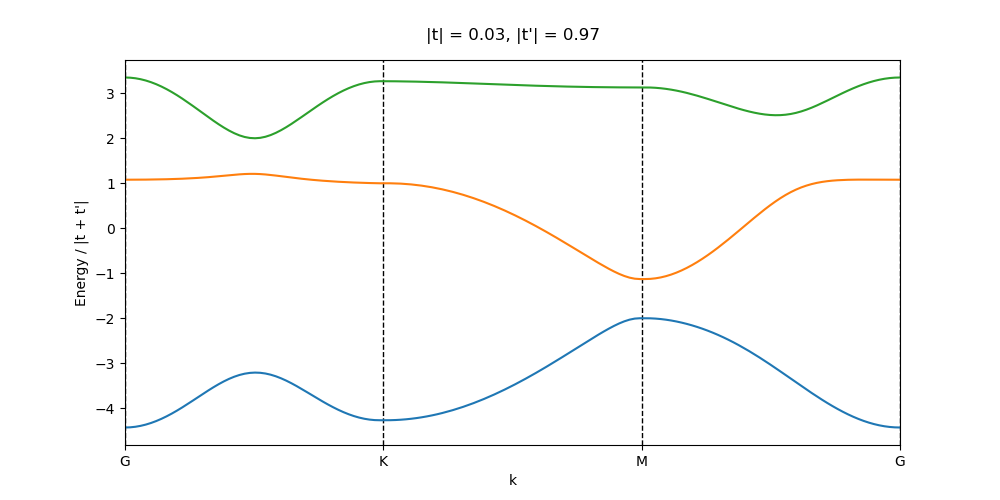 |t| = 0.03, |t'| = 0.97
Energy / |t + t'|
3
2
1
0
−1
−2
−3
−4
G
K
M
G
k